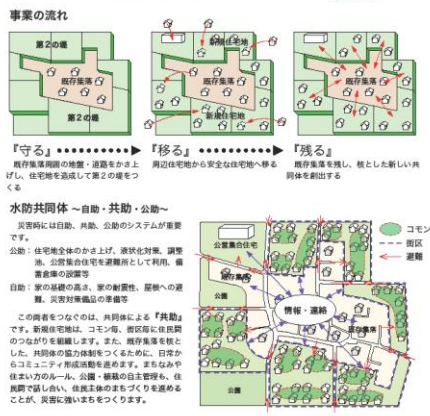 事業の流れ
第2の堤
既存集落
第2の堤
新規住宅地
既存集落
新規住宅地
既存集落
『守る』
『移る』
『残る』
既存集落周囲の地盤・道路をかさ上
げし、住宅地を造成して第2の堤をつ
くる
周辺住宅地から安全な住宅地へ移る
既存集落を残し、核とした新しい共
同体を創出する
水防共同体 ～自助・共助・公助～
災害時には自助、共助、公助のシステムが重要
です。
公助：住宅地全体のかさ上げ、液状化対策、調整
池、公営集合住宅を避難所として利用、備
蓄倉庫の設置等
自助：家の基礎の高さ、家の耐震性、屋根への避
難、災害対策備品の準備等
この両者をつなぐのは、共同体による『共助』
です。新規住宅地は、コモン毎、街区毎に住民間
のつながりを組織します。また、既存集落を核と
した、共同体の協力体制をつくるために、日常か
らコミュニティ形成活動を進めます。まちなみや
住まい方のルール、公園・植栽の自主管理も、住
民間で話し合い、住民主体のまちづくりを進める
ことが、災害に強いまちをつくります。
公営集合住宅
既存集落
公園
情報・連絡
既存集落
公園
コモン
街区
避難